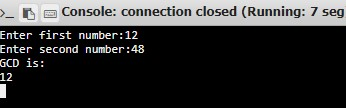 Console: connection closed (Running: 7 seg
Enter first number:12
Enter second number:48
GCD is:
12